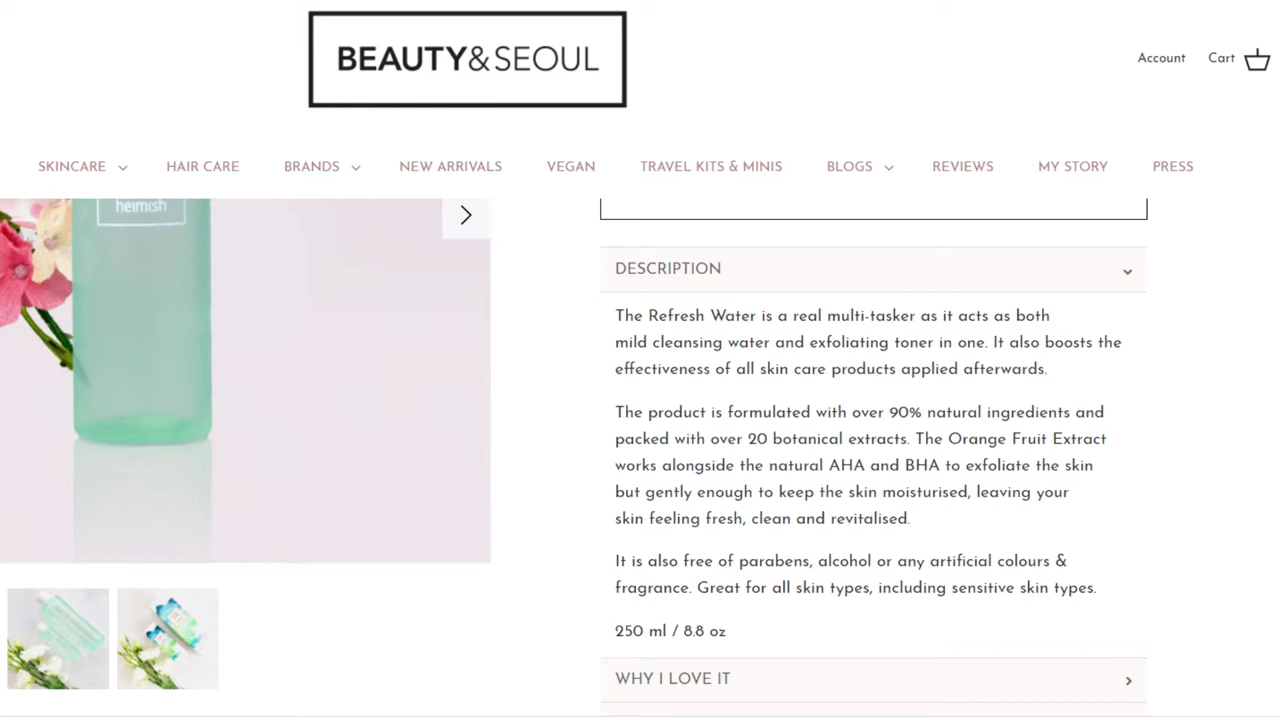 BEAUTY&SEOUL
Account Cart
SKINCARE HAIR CARE BRANDS NEW ARRIVALS VEGAN TRAVEL KITS & MINIS BLOGS REVIEWS MY STORY PRESS
heimish
DESCRIPTION
The Refresh Water is a real multi-tasker as it acts as both
mild cleansing water and exfoliating toner in one. It also boosts the
effectiveness of all skin care products applied afterwards.
The product is formulated with over 90% natural ingredients and
packed with over 20 botanical extracts. The Orange Fruit Extract
works alongside the natural AHA and BHA to exfoliate the skin
but gently enough to keep the skin moisturised, leaving your
skin feeling fresh, clean and revitalised.
It is also free of parabens, alcohol or any artificial colours &
fragrance. Great for all skin types, including sensitive skin types.
250 ml / 8.8 oz
WHY I LOVE IT